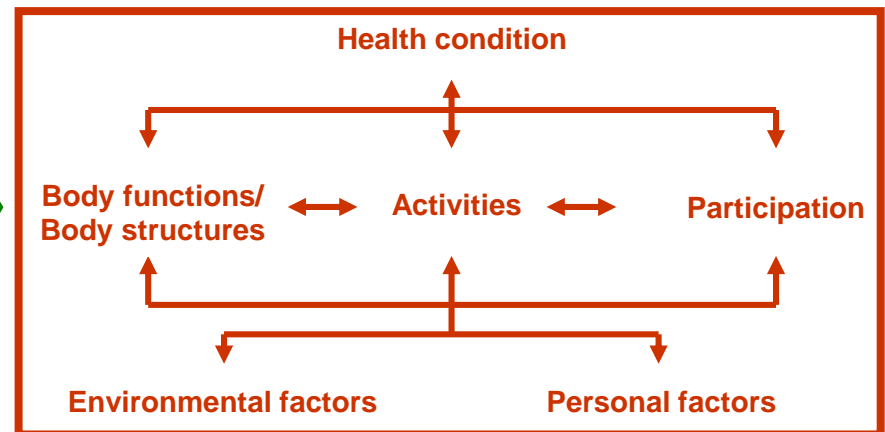 Health condition
Body functions/
Body structures
Activities
Participation
Environmental factors
Personal factors